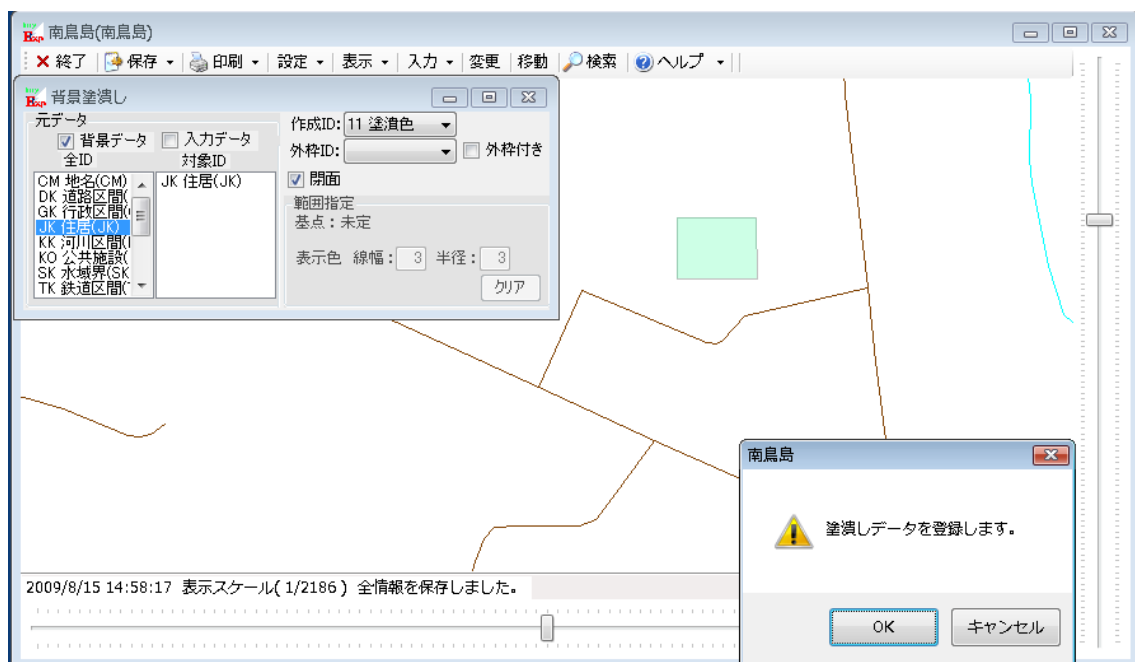 南鳥島(南鳥島)
終了 保存 印刷 設定 表示 入力 変更 移動 検索 ヘルプ
背景塗潰し
元データ
背景データ 入力データ
全ID 対象ID
CM 地名(CM)
DK 道路区間(
GK 行政区間(
JK 住居(JK)
KK 河川区間(
KO 公共施設(
SK 水域界(SK
TK 鉄道区間(
JK 住居(JK)
作成ID: 11 塗潰色
外枠ID: 外枠付き
閉面
範囲指定
基点：未定
表示色 線幅： 3 半径： 3
クリア
南鳥島
塗潰しデータを登録します。
OK キャンセル
2009/8/15 14:58:17 表示スケール( 1/2186 ) 全情報を保存しました。